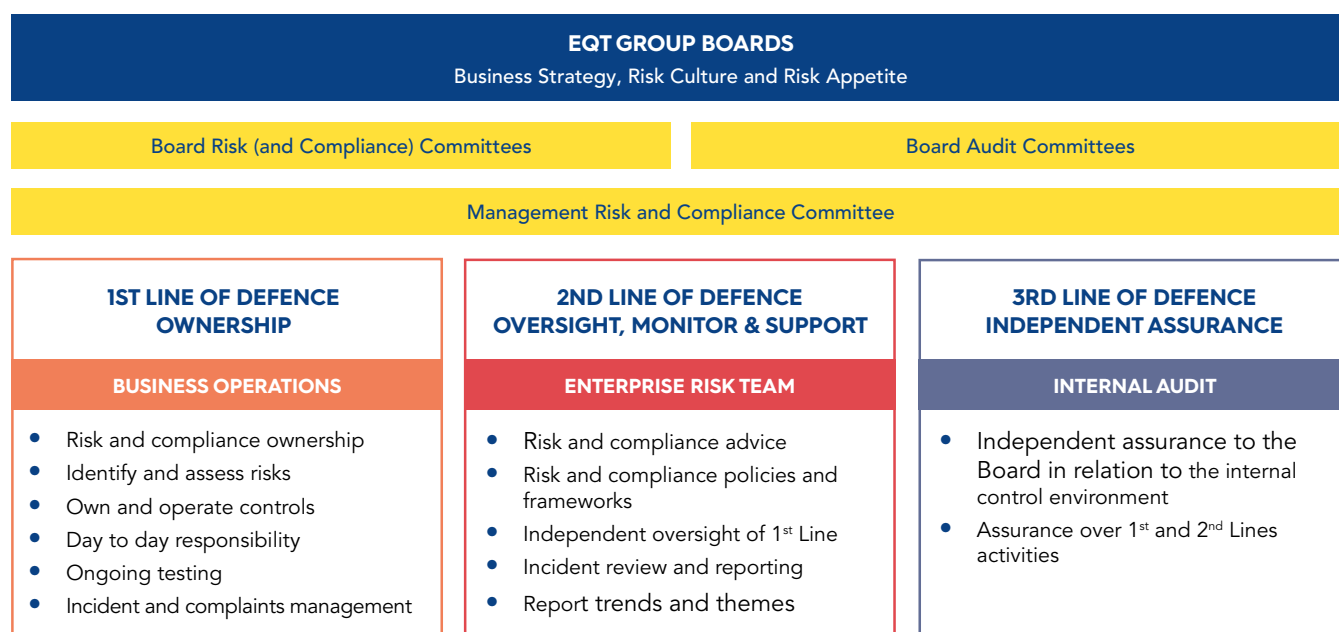 EQT GROUP BOARDS
Business Strategy, Risk Culture and Risk Appetite
Board Risk (and Compliance) Committees
Board Audit Committees
Management Risk and Compliance Committee
1ST LINE OF DEFENCE
OWNERSHIP
BUSINESS OPERATIONS
• Risk and compliance ownership
• Identify and assess risks
• Own and operate controls
• Day to day responsibility
• Ongoing testing
• Incident and complaints management
2ND LINE OF DEFENCE
OVERSIGHT, MONITOR & SUPPORT
ENTERPRISE RISK TEAM
• Risk and compliance advice
• Risk and compliance policies and
frameworks
• Independent oversight of 1st Line
• Incident review and reporting
• Report trends and themes
3RD LINE OF DEFENCE
INDEPENDENT ASSURANCE
INTERNAL AUDIT
• Independent assurance to the
Board in relation to the internal
control environment
• Assurance over 1st and 2nd Lines
activities